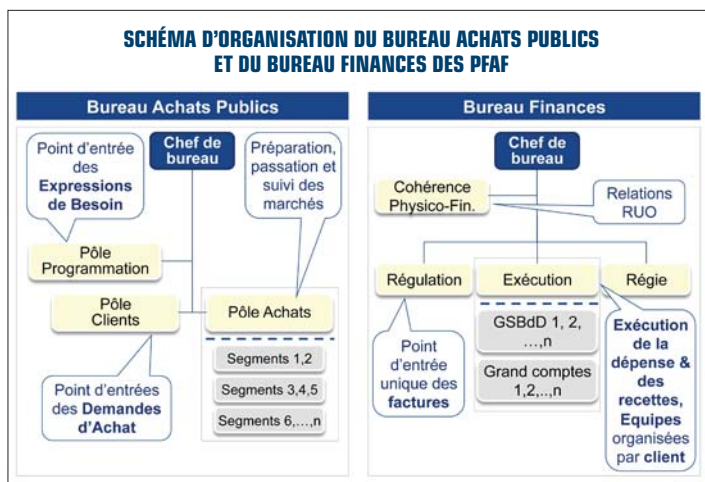 SCHÉMA D'ORGANISATION DU BUREAU ACHATS PUBLICS
ET DU BUREAU FINANCES DES PFAF
Bureau Achats Publics
Chef de
bureau
Point d'entrée
des
Expressions
de Besoin
Préparation,
passation et
suivi des
marchés
Pôle
Programmation
Pôle
Clients
Pôle Achats
Segments 1,2
Segments 3,4,5
Segments 6,...,n
Point d'entrées
des Demandes
d'Achat
Bureau Finances
Chef de
bureau
Cohérence
Physico-Fin.
Relations
RUO
Régulation
Exécution
Régie
GSBdD 1, 2,
...,n
Grand comptes
1,2,..,n
Point
d'entrée
unique des
factures
Exécution
de la
dépense &
des
recettes,
Equipes
organisées
par client